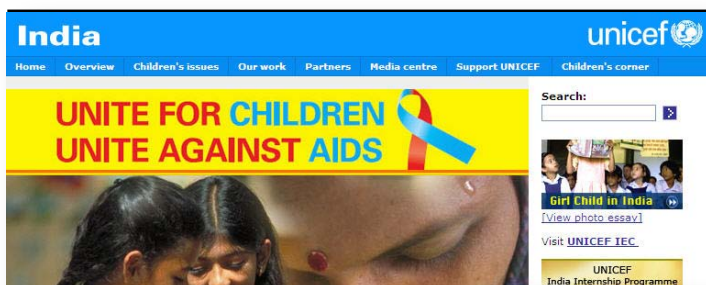 India
unicef
Home Overview Children's issues Our work Partners Media centre Support UNICEF Children's corner
UNITE FOR CHILDREN
UNITE AGAINST AIDS
Search:
Girl Child in India
[View photo essay]
Visit UNICEF IEC
UNICEF
India Internship Programme